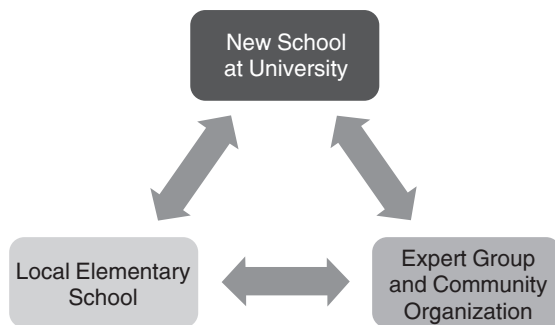 New School
at University
Local Elementary
School
Expert Group
and Community
Organization